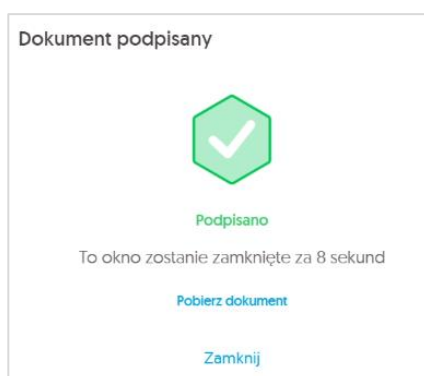 Dokument podpisany
Podpisano
To okno zostanie zamknięte za 8 sekund
Pobierz dokument
Zamknij